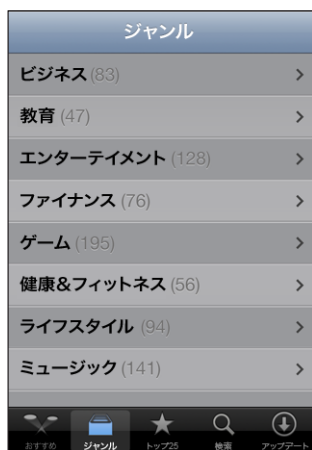 ジャンル
ビジネス (83)
教育 (47)
エンターテイメント (128)
ファイナンス (76)
ゲーム (195)
健康&フィットネス (56)
ライフスタイル (94)
ミュージック (141)
おすすめ ジャンル トップ25 検索 アップデート